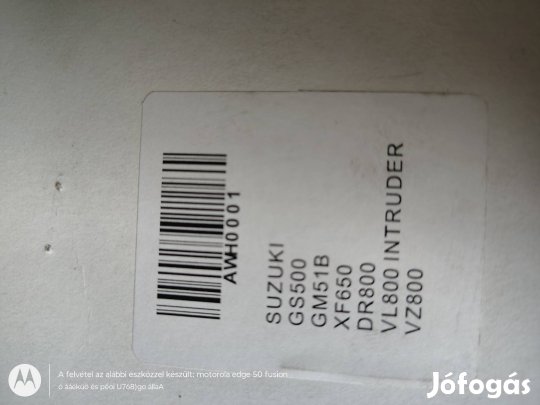 AWH0001
SUZUKI
GS500
GM51B
XF650
DR800
VL800 INTRUDER
VZ800
A felvétel az alábbi eszközzel készült: motorola edge 50 fusion
Jófogás